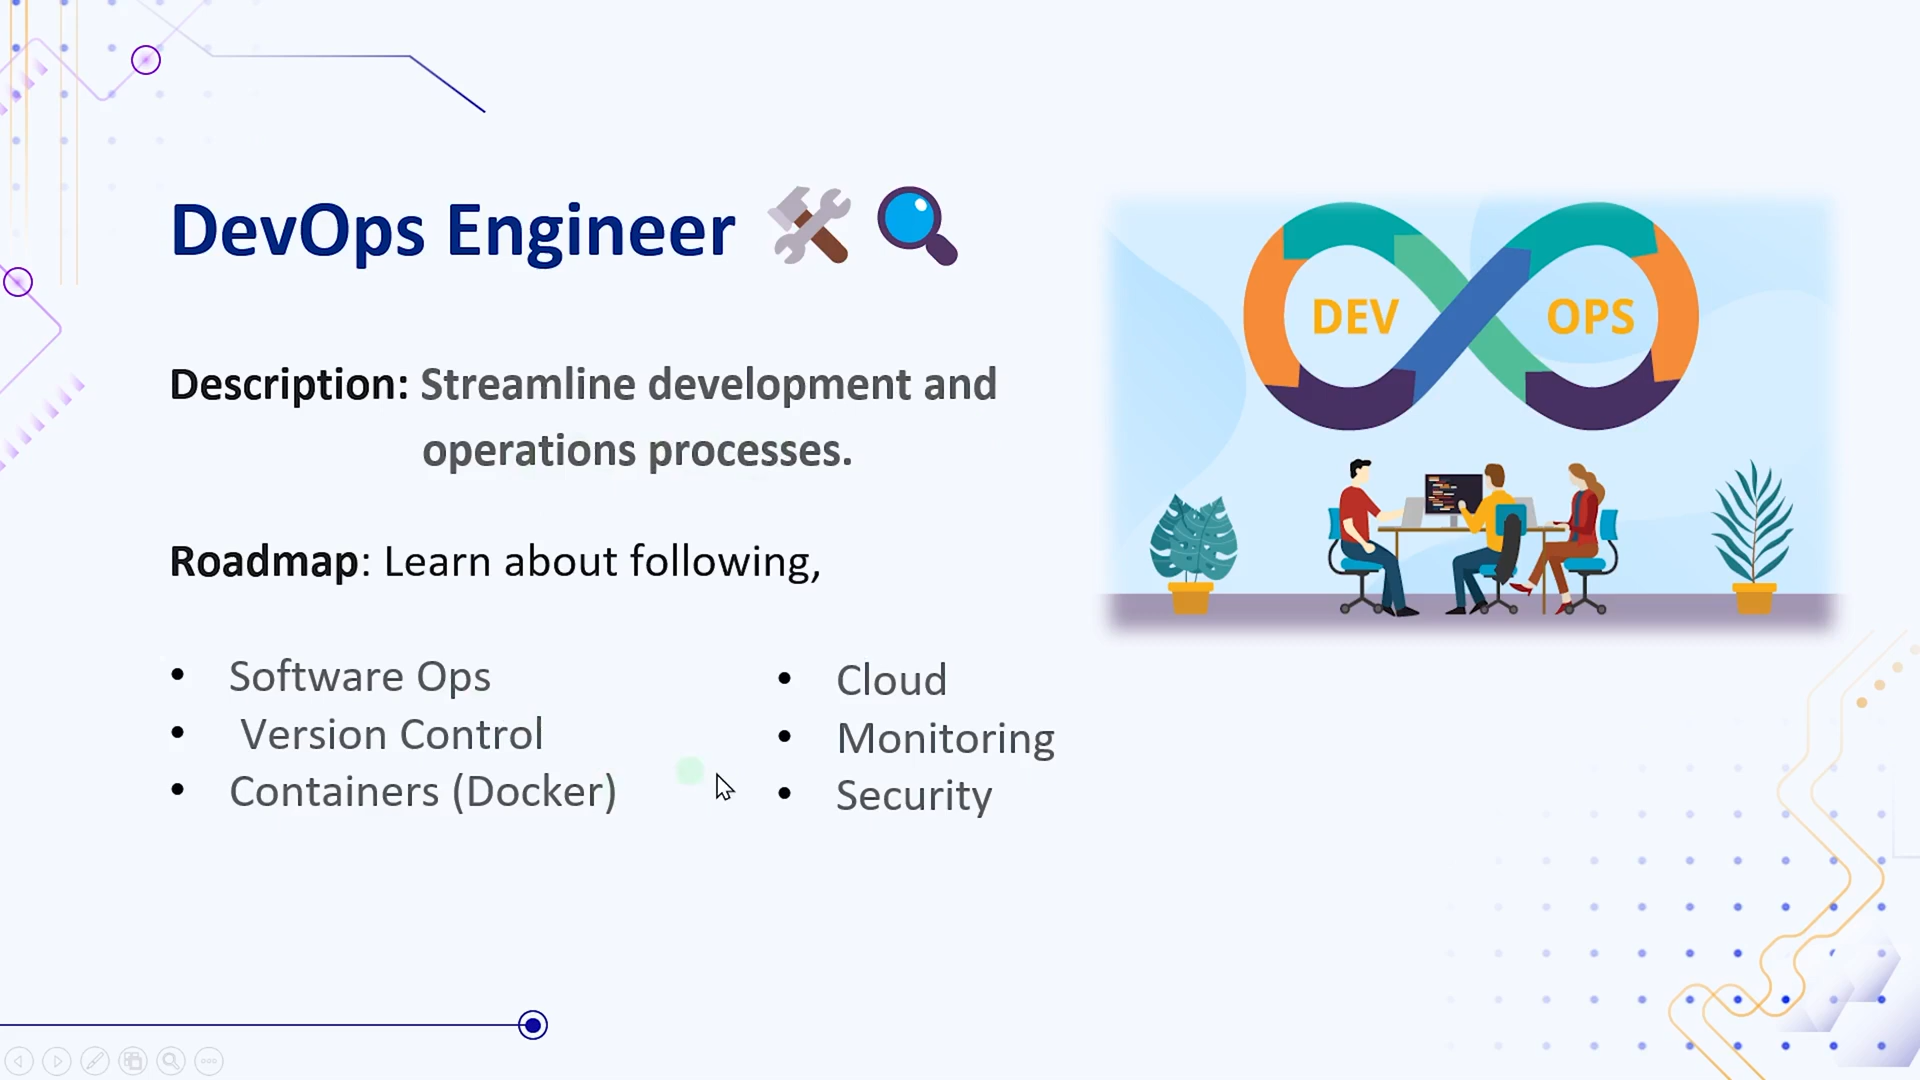 DevOps Engineer
DEV OPS
Description: Streamline development and
operations processes.
Roadmap: Learn about following,
• Software Ops
• Version Control
• Containers (Docker)
• Cloud
• Monitoring
• Security